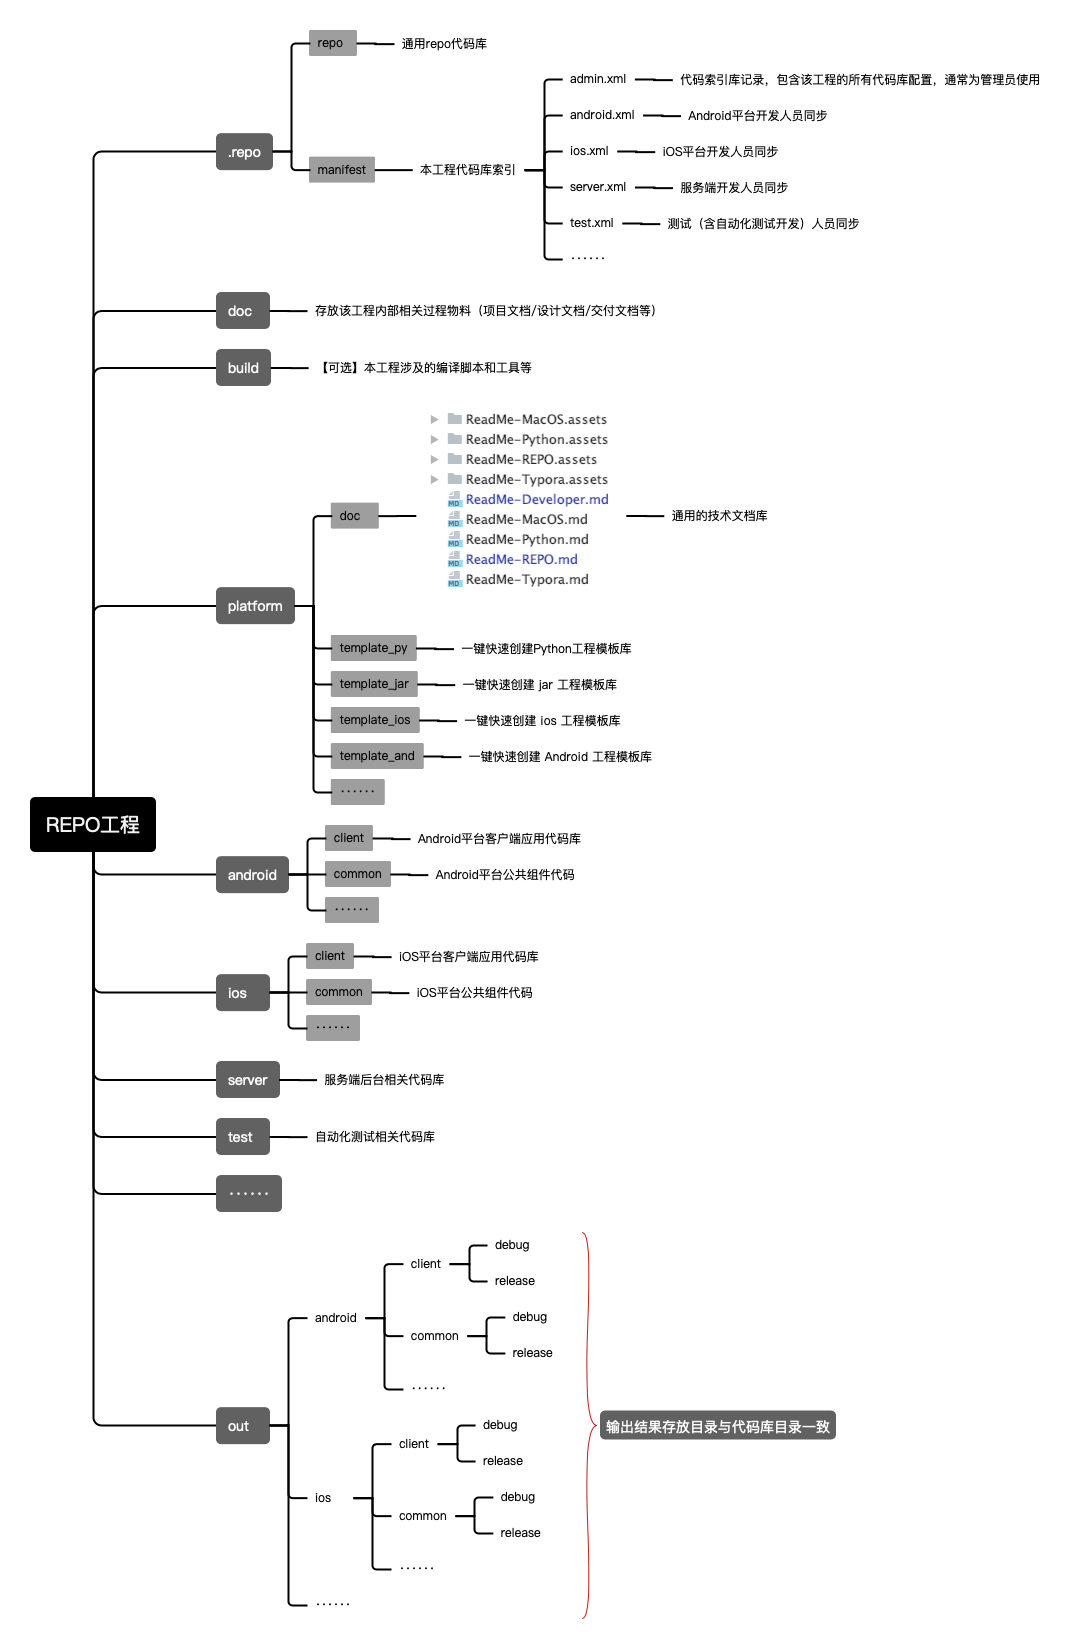 repo
通用repo代码库
admin.xml
代码索引库记录，包含该工程的所有代码库配置，通常为管理员使用
android.xml
Android平台开发人员同步
.repo
ios.xml
iOS平台开发人员同步
manifest
本工程代码库索引
server.xml
服务端开发人员同步
test.xml
测试（含自动化测试开发）人员同步
······
doc
存放该工程内部相关过程物料（项目文档/设计文档/交付文档等）
build
【可选】本工程涉及的编译脚本和工具等
ReadMe-MacOS.assets
ReadMe-Python.assets
ReadMe-REPO.assets
ReadMe-Typora.assets
MD ReadMe-Developer.md
doc
MD ReadMe-MacOS.md
通用的技术文档库
MD ReadMe-Python.md
MD ReadMe-REPO.md
MD ReadMe-Typora.md
platform
template_py
一键快速创建Python工程模板库
template_jar
一键快速创建 jar 工程模板库
template_ios
一键快速创建 ios 工程模板库
template_and
一键快速创建 Android 工程模板库
······
REPO工程
client
Android平台客户端应用代码库
android
common
Android平台公共组件代码
······
client
iOS平台客户端应用代码库
ios
common
iOS平台公共组件代码
······
server
服务端后台相关代码库
test
自动化测试相关代码库
······
debug
client
release
android
debug
common
release
······
out
输出结果存放目录与代码库目录一致
debug
client
release
ios
debug
common
release
······
······